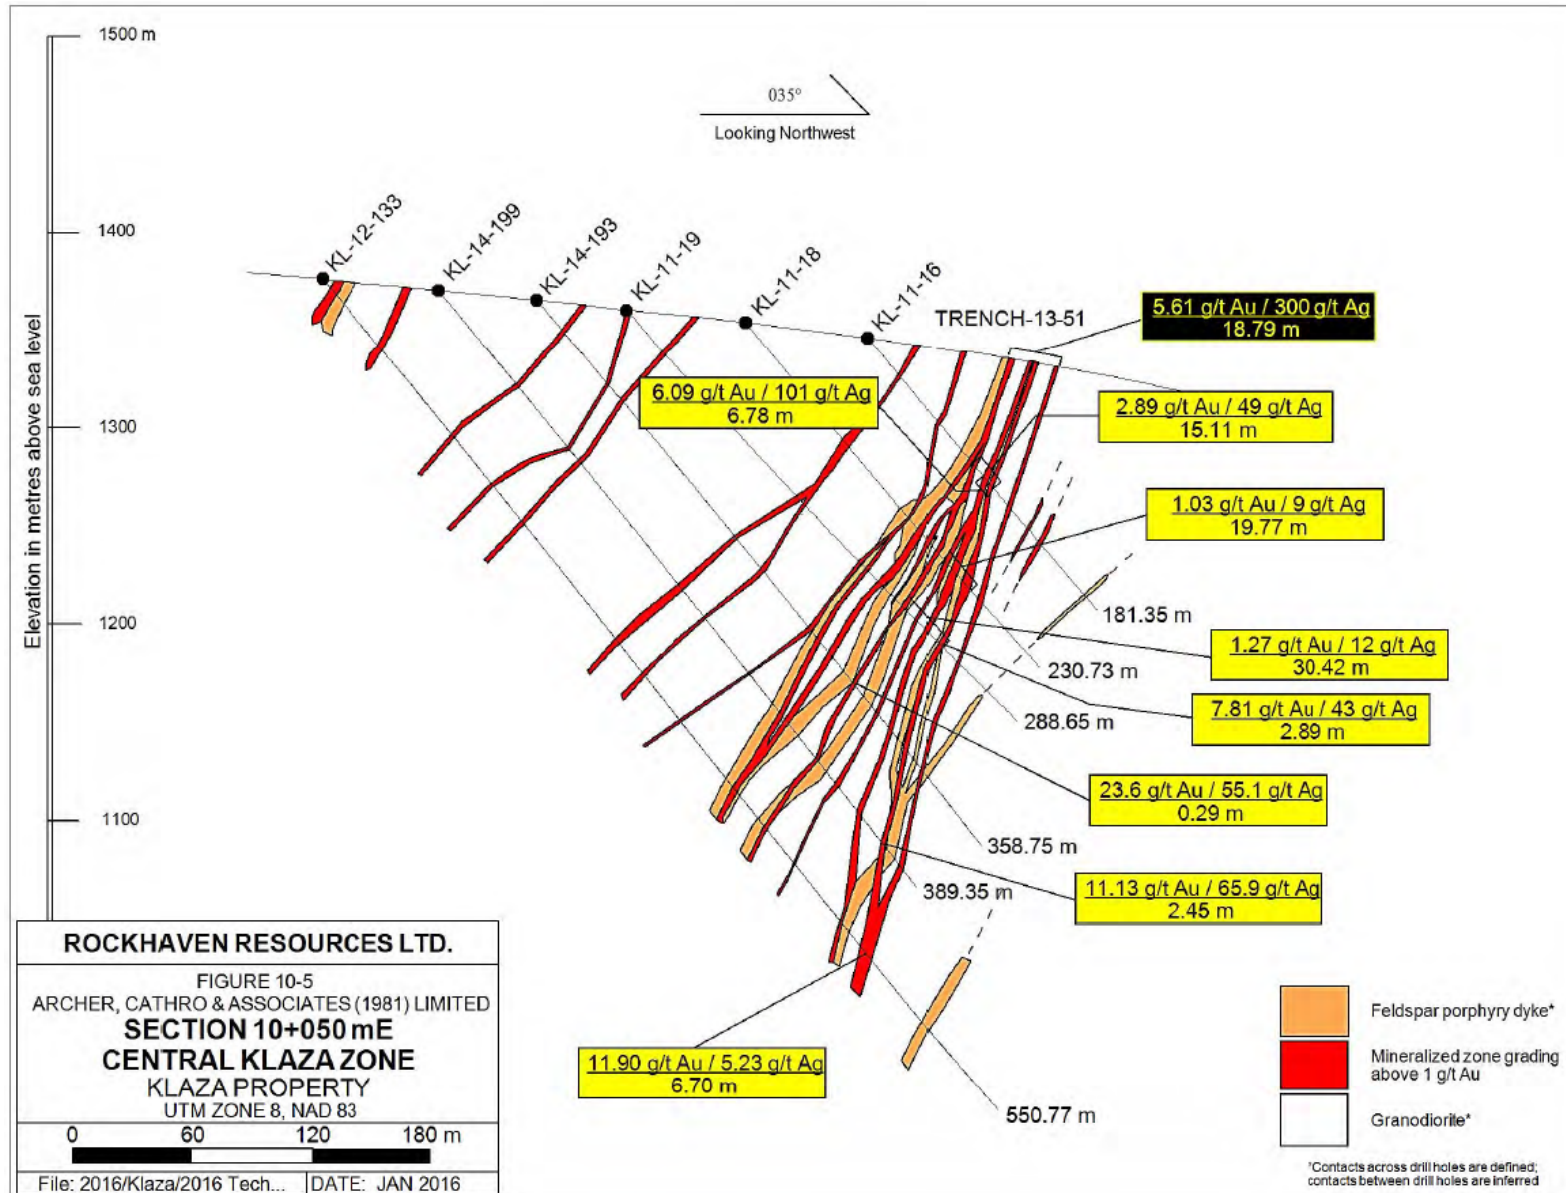 1500 m
1400
1300
1200
1100
Elevation in metres above sea level
035°
Looking Northwest
KL-12-133
KL-14-199
KL-14-193
KL-11-19
KL-11-18
KL-11-16
TRENCH-13-51
5.61 g/t Au / 300 g/t Ag
18.79 m
6.09 g/t Au / 101 g/t Ag
6.78 m
2.89 g/t Au / 49 g/t Ag
15.11 m
1.03 g/t Au / 9 g/t Ag
19.77 m
181.35 m
1.27 g/t Au / 12 g/t Ag
30.42 m
230.73 m
7.81 g/t Au / 43 g/t Ag
2.89 m
288.65 m
23.6 g/t Au / 55.1 g/t Ag
0.29 m
358.75 m
11.13 g/t Au / 65.9 g/t Ag
2.45 m
389.35 m
11.90 g/t Au / 5.23 g/t Ag
6.70 m
550.77 m
ROCKHAVEN RESOURCES LTD.
FIGURE 10-5
ARCHER, CATHRO & ASSOCIATES (1981) LIMITED
SECTION 10+050 mE
CENTRAL KLAZA ZONE
KLAZA PROPERTY
UTM ZONE 8, NAD 83
0 60 120 180 m
File: 2016/Klaza/2016 Tech... DATE: JAN 2016
Feldspar porphyry dyke*
Mineralized zone grading
above 1 g/t Au
Granodiorite*
*Contacts across drill holes are defined;
contacts between drill holes are inferred